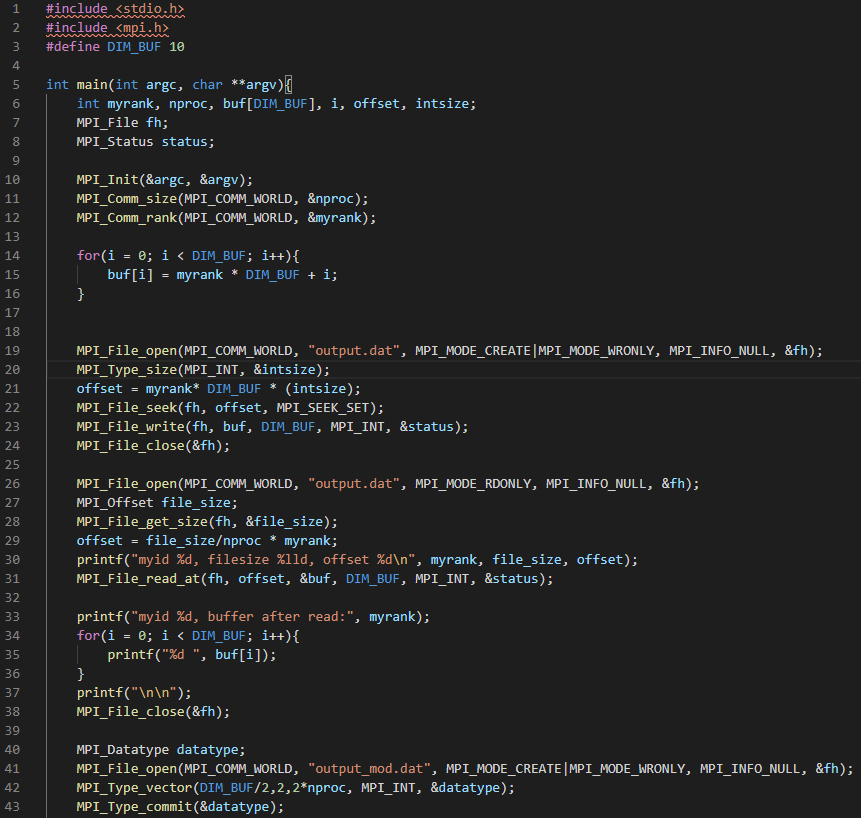 1 #include <stdio.h>
2 #include <mpi.h>
3 #define DIM_BUF 10
4
5 int main(int argc, char **argv){
6     int myrank, nproc, buf[DIM_BUF], i, offset, intsize;
7     MPI_File fh;
8     MPI_Status status;
9
10     MPI_Init(&argc, &argv);
11     MPI_Comm_size(MPI_COMM_WORLD, &nproc);
12     MPI_Comm_rank(MPI_COMM_WORLD, &myrank);
13
14     for(i = 0; i < DIM_BUF; i++){
15         buf[i] = myrank * DIM_BUF + i;
16     }
17
18
19     MPI_File_open(MPI_COMM_WORLD, "output.dat", MPI_MODE_CREATE|MPI_MODE_WRONLY, MPI_INFO_NULL, &fh);
20     MPI_Type_size(MPI_INT, &intsize);
21     offset = myrank* DIM_BUF * (intsize);
22     MPI_File_seek(fh, offset, MPI_SEEK_SET);
23     MPI_File_write(fh, buf, DIM_BUF, MPI_INT, &status);
24     MPI_File_close(&fh);
25
26     MPI_File_open(MPI_COMM_WORLD, "output.dat", MPI_MODE_RDONLY, MPI_INFO_NULL, &fh);
27     MPI_Offset file_size;
28     MPI_File_get_size(fh, &file_size);
29     offset = file_size/nproc * myrank;
30     printf("myid %d, filesize %lld, offset %d\n", myrank, file_size, offset);
31     MPI_File_read_at(fh, offset, &buf, DIM_BUF, MPI_INT, &status);
32
33     printf("myid %d, buffer after read:", myrank);
34     for(i = 0; i < DIM_BUF; i++){
35         printf("%d ", buf[i]);
36     }
37     printf("\n\n");
38     MPI_File_close(&fh);
39
40     MPI_Datatype datatype;
41     MPI_File_open(MPI_COMM_WORLD, "output_mod.dat", MPI_MODE_CREATE|MPI_MODE_WRONLY, MPI_INFO_NULL, &fh);
42     MPI_Type_vector(DIM_BUF/2,2,2*nproc, MPI_INT, &datatype);
43     MPI_Type_commit(&datatype);